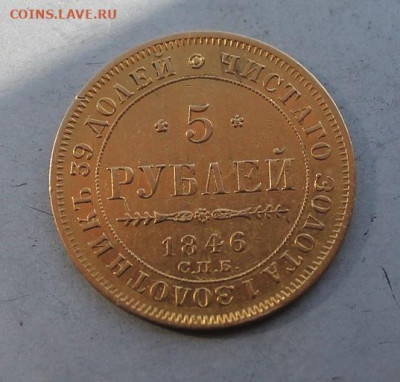 COINS.LAVE.RU
ЧИСТАГО ЗОЛОТА 1 ЗОЛОТНИКЪ 39 ДОЛЕЙ
5
РУБЛЕЙ
1846
С.П.Б.